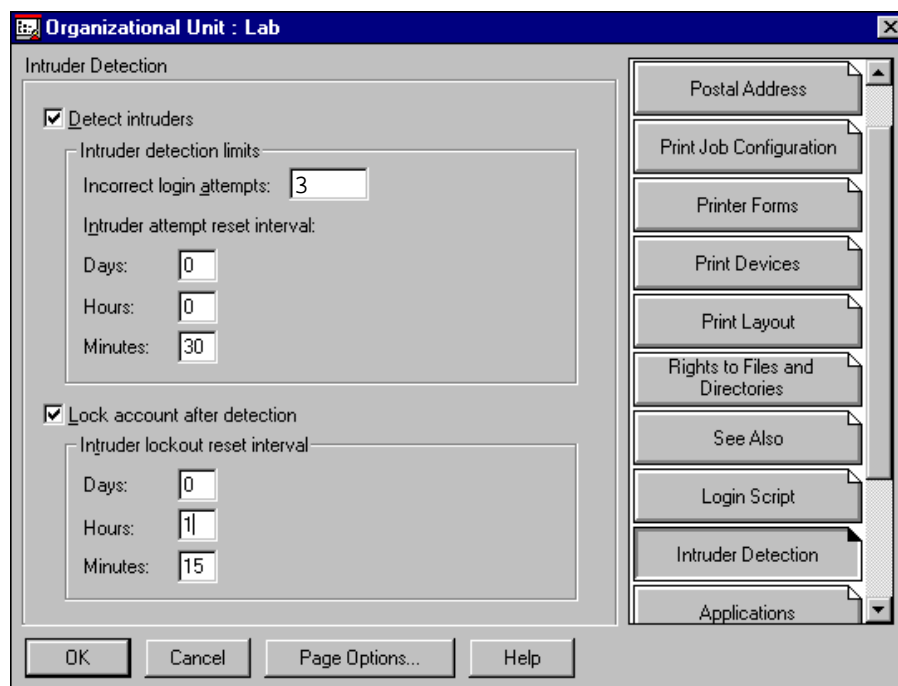 Organizational Unit : Lab
Intruder Detection
Detect intruders
Intruder detection limits
Incorrect login attempts: 3
Intruder attempt reset interval:
Days: 0
Hours: 0
Minutes: 30
Lock account after detection
Intruder lockout reset interval
Days: 0
Hours: 1
Minutes: 15
Postal Address
Print Job Configuration
Printer Forms
Print Devices
Print Layout
Rights to Files and
Directories
See Also
Login Script
Intruder Detection
Applications
OK
Cancel
Page Options...
Help